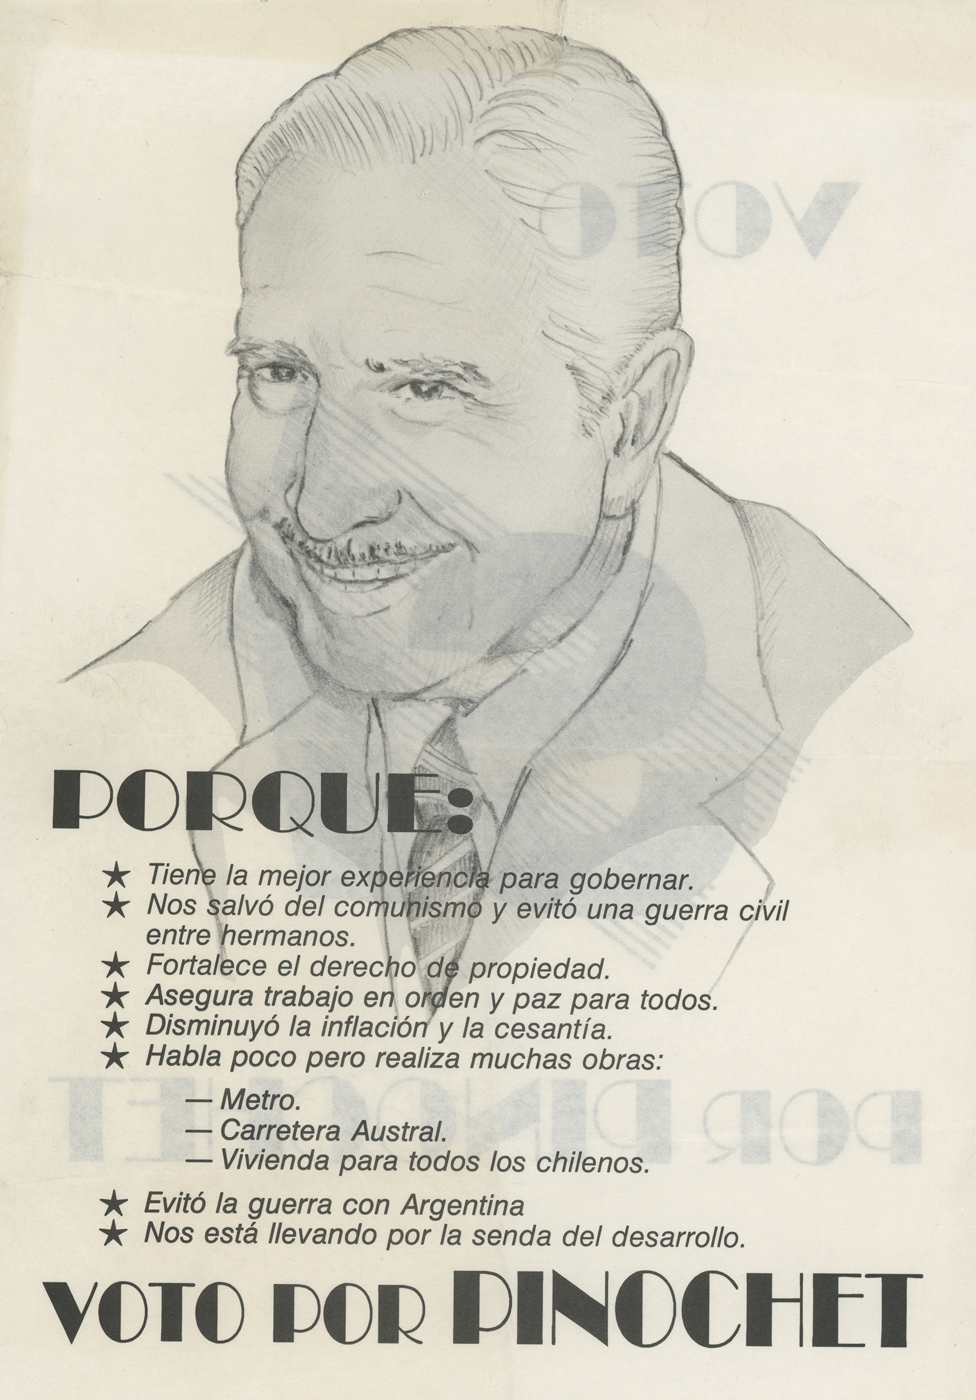 VOTO
PORQUE:
★ Tiene la mejor experiencia para gobernar.
★ Nos salvó del comunismo y evitó una guerra civil
entre hermanos.
★ Fortalece el derecho de propiedad.
★ Asegura trabajo en orden y paz para todos.
★ Disminuyó la inflación y la cesantía.
★ Habla poco pero realiza muchas obras:
POR PINOCHET
— Metro.
— Carretera Austral.
— Vivienda para todos los chilenos.
★ Evitó la guerra con Argentina
★ Nos está llevando por la senda del desarrollo.
VOTO POR PINOCHET